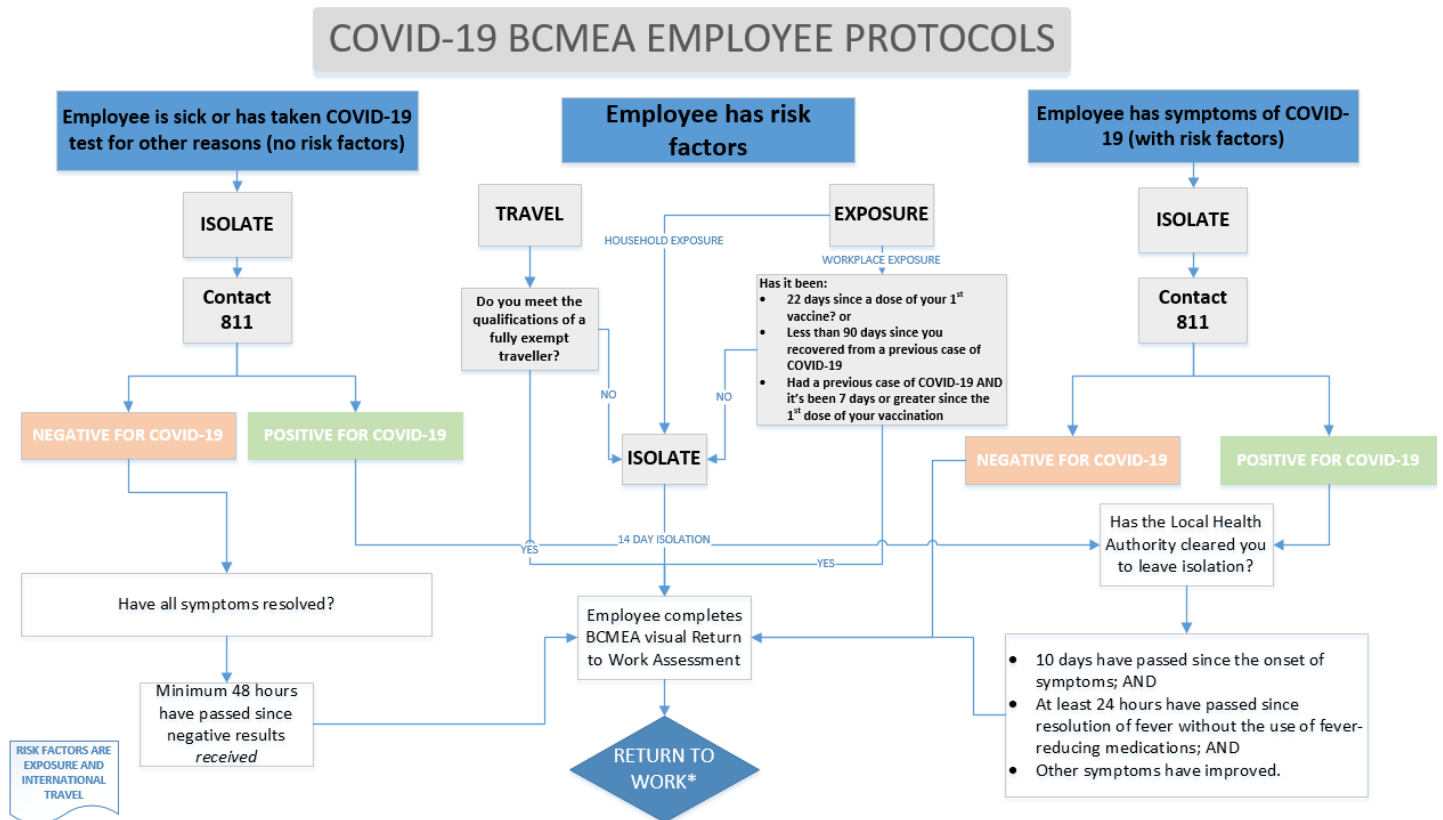 COVID-19 BCMEA EMPLOYEE PROTOCOLS
Employee is sick or has taken COVID-19
test for other reasons (no risk factors)
ISOLATE
Contact
811
NEGATIVE FOR COVID-19
POSITIVE FOR COVID-19
Have all symptoms resolved?
Minimum 48 hours
have passed since
negative results
received
RISK FACTORS ARE
EXPOSURE AND
INTERNATIONAL
TRAVEL
Employee has risk
factors
TRAVEL
Do you meet the
qualifications of a
fully exempt
traveller?
NO
YES
EXPOSURE
HOUSEHOLD EXPOSURE
WORKPLACE EXPOSURE
Has it been:
• 22 days since a dose of your 1st
vaccine? or
• Less than 90 days since you
recovered from a previous case of
COVID-19
• Had a previous case of COVID-19 AND
it's been 7 days or greater since the
1st dose of your vaccination
NO
YES
ISOLATE
14 DAY ISOLATION
Employee completes
BCMEA visual Return
to Work Assessment
RETURN TO
WORK*
Employee has symptoms of COVID-
19 (with risk factors)
ISOLATE
Contact
811
NEGATIVE FOR COVID-19
POSITIVE FOR COVID-19
Has the Local Health
Authority cleared you
to leave isolation?
• 10 days have passed since the onset of
symptoms; AND
• At least 24 hours have passed since
resolution of fever without the use of fever-
reducing medications; AND
• Other symptoms have improved.